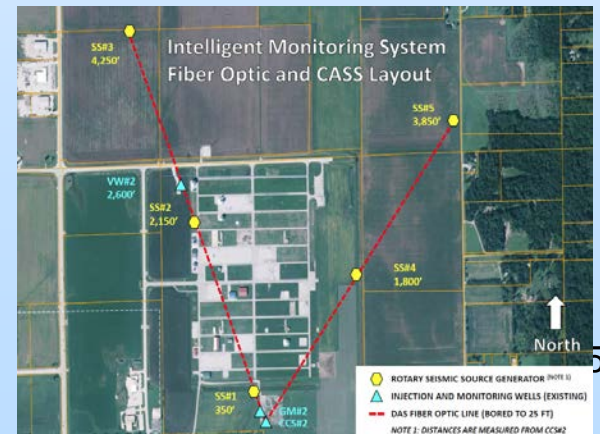 Intelligent Monitoring System
Fiber Optic and CASS Layout
SS#3
4,250'
SS#5
3,850'
VW#2
2,600'
SS#2
2,150'
SS#4
1,800'
North
5
SS#1
350'
GM#2
CCS#2
ROTARY SEISMIC SOURCE GENERATOR (NOTE 1)
INJECTION AND MONITORING WELLS (EXISTING)
DAS FIBER OPTIC LINE (BORED TO 25 FT)
NOTE 1: DISTANCES ARE MEASURED FROM CCS#2